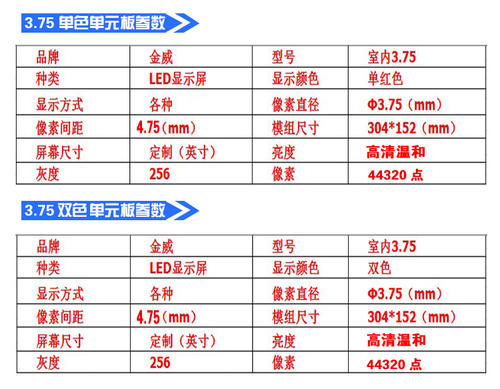 3.75 单色单元板参数
品牌 金威 型号 室内3.75
种类 LED显示屏 显示颜色 单红色
显示方式 各种 像素直径 Φ3.75（mm）
像素间距 4.75(mm) 模组尺寸 304*152（mm）
屏幕尺寸 定制（英寸） 亮度 高清温和
灰度 256 像素 44320 点
3.75 双色单元板参数
品牌 金威 型号 室内3.75
种类 LED显示屏 显示颜色 双色
显示方式 各种 像素直径 Φ3.75（mm）
像素间距 4.75(mm) 模组尺寸 304*152（mm）
屏幕尺寸 定制（英寸） 亮度 高清温和
灰度 256 像素 44320 点